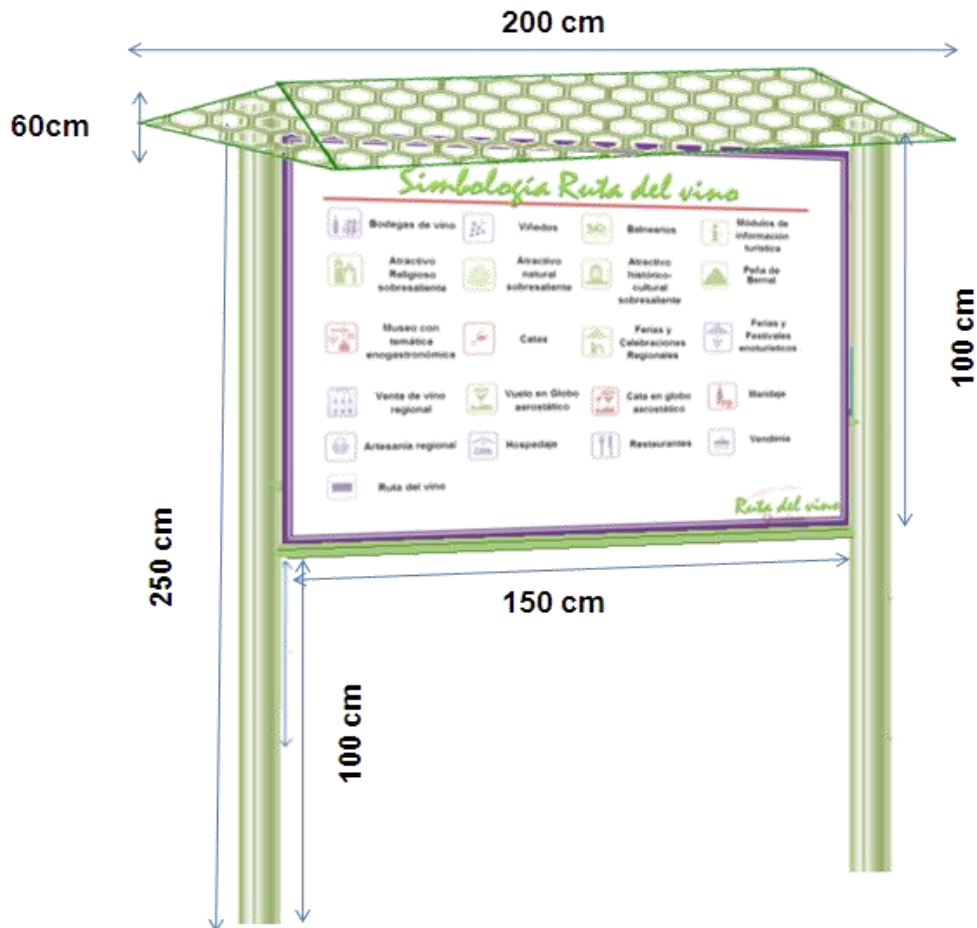 200 cm
60cm
Simbología Ruta del vino
Bodegas de vino
Viñedos
Balnearios
Módulos de
información
turística
Atractivo
Religioso
sobresaliente
Atractivo
natural
sobresaliente
Atractivo
histórico-
cultural
sobresaliente
Peña de
Bernal
Museo con
temática
enogastronómica
Catas
Ferias y
Celebraciones
Regionales
Ferias y
Festivales
enoturísticos
Venta de vino
regional
Vuelo en Globo
aerostático
Cata en globo
aerostático
Maridaje
Artesanía regional
Hospedaje
Restaurantes
Vendimia
Ruta del vino
Ruta del vino
100 cm
250 cm
150 cm
100 cm